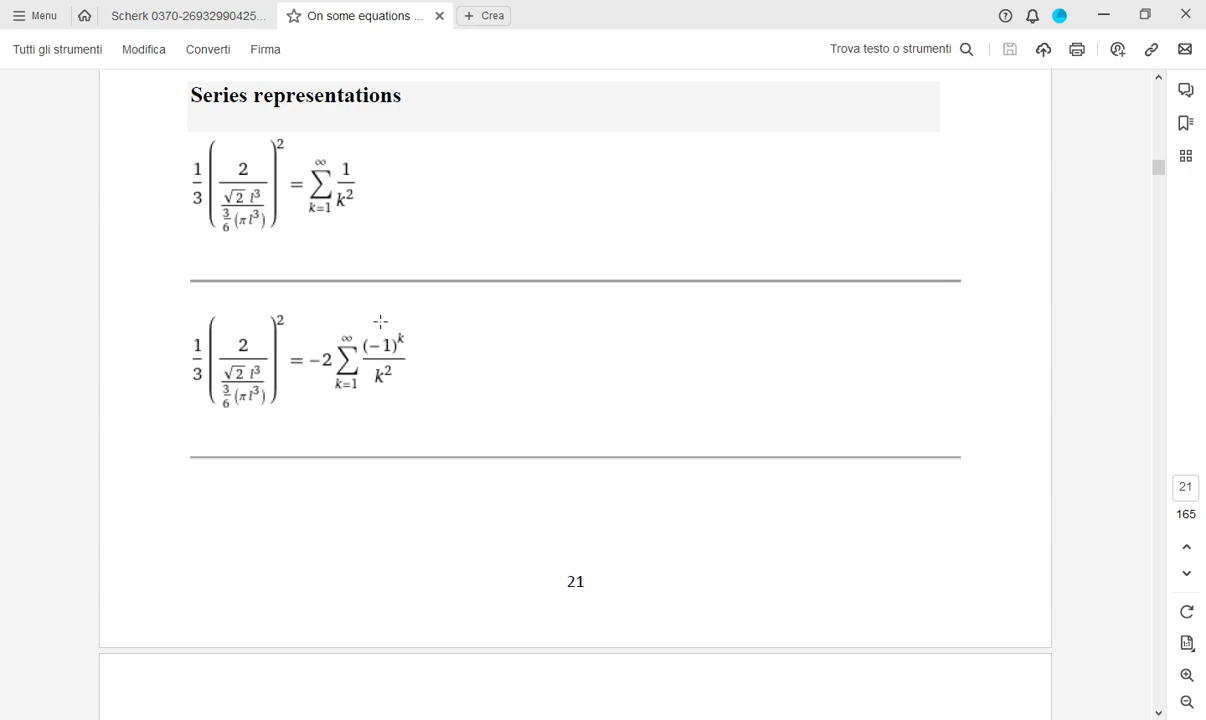 Menu
Scherk 0370-26932990425...
On some equations ...
Crea
Tutti gli strumenti
Modifica
Converti
Firma
Trova testo o strumenti
Series representations
1/3 (2/((√2 l³)/(3/6 (π l³))))² = ∑_{k=1}^{∞} 1/k²
1/3 (2/((√2 l³)/(3/6 (π l³))))² = −2 ∑_{k=1}^{∞} (−1)^k/k²
21
21
165